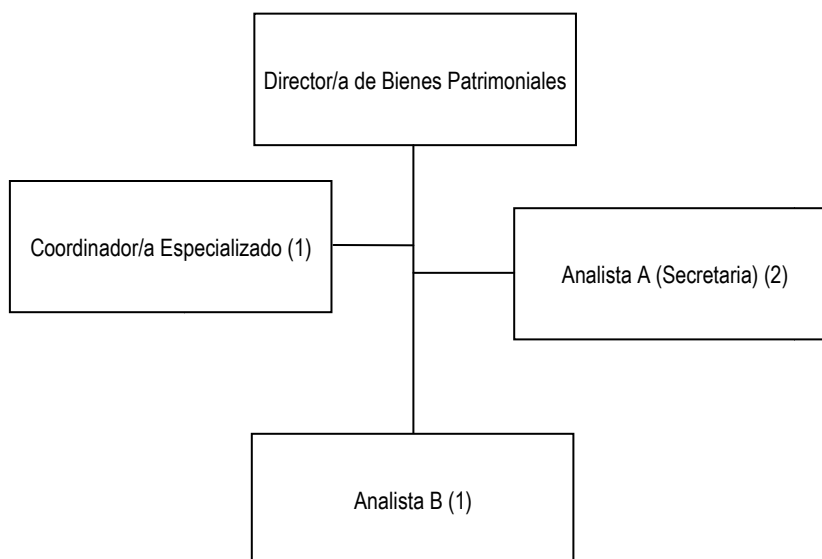 Director/a de Bienes Patrimoniales
Coordinador/a Especializado (1)
Analista A (Secretaria) (2)
Analista B (1)